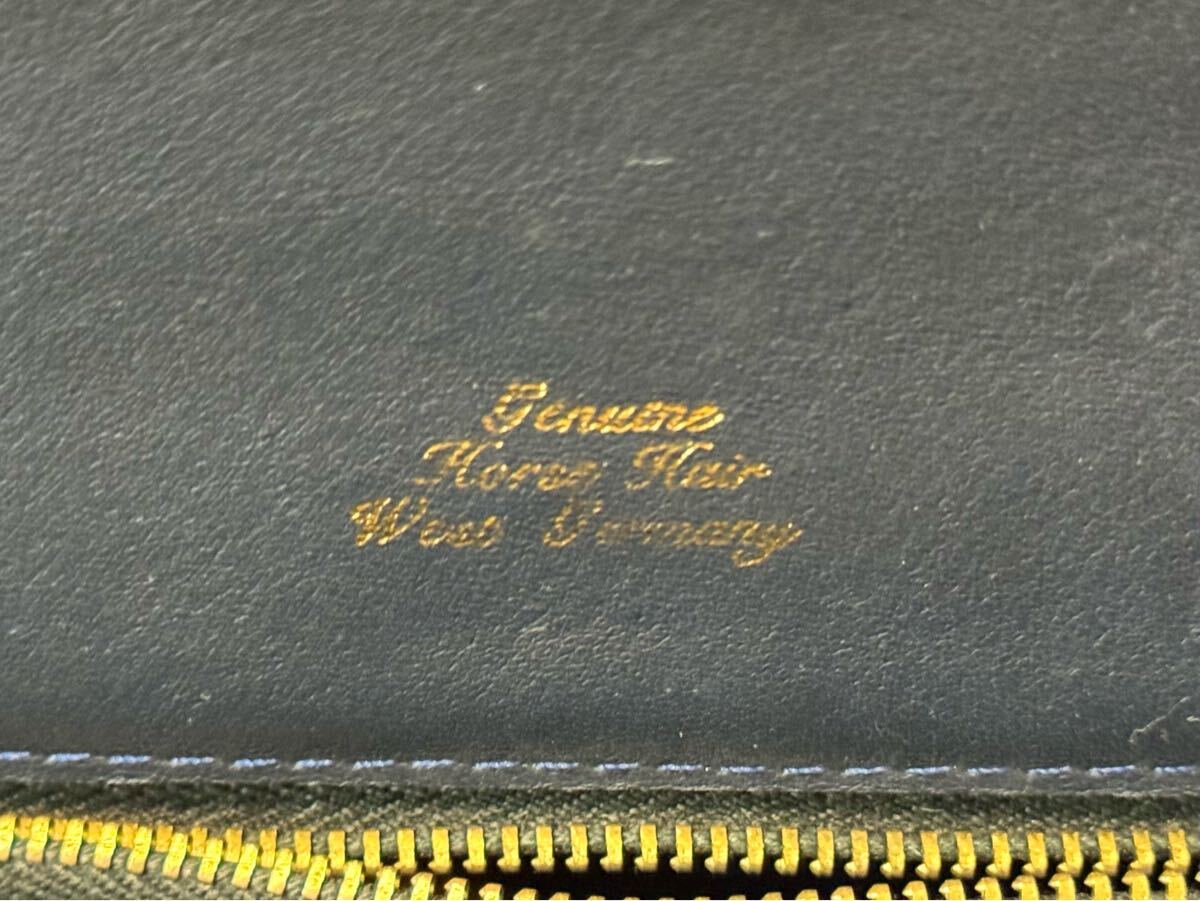 Genuine
Horse Hair
West Germany